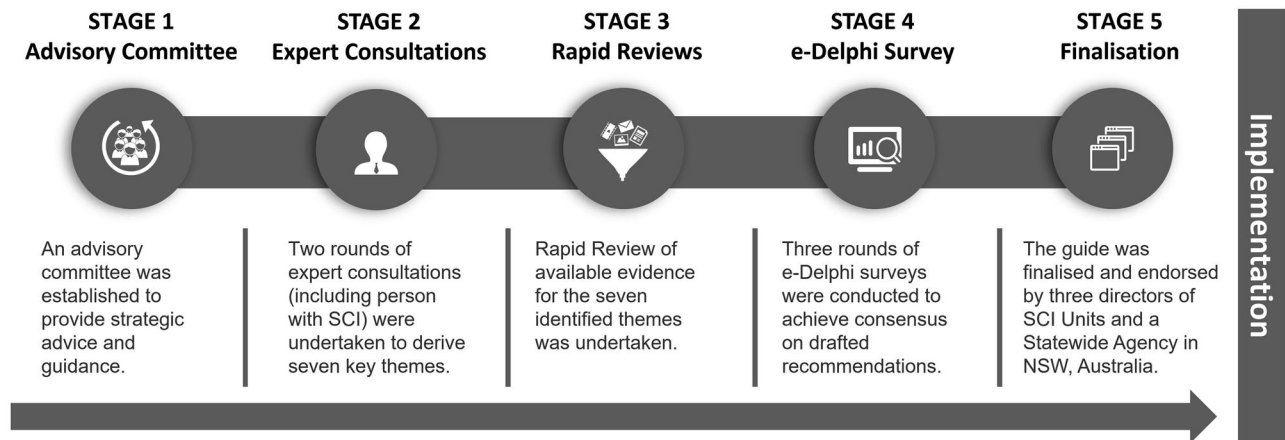 STAGE 1
Advisory Committee
STAGE 2
Expert Consultations
STAGE 3
Rapid Reviews
STAGE 4
e-Delphi Survey
STAGE 5
Finalisation
An advisory
committee was
established to
provide strategic
advice and
guidance.
Two rounds of
expert consultations
(including person
with SCI) were
undertaken to derive
seven key themes.
Rapid Review of
available evidence
for the seven
identified themes
was undertaken.
Three rounds of
e-Delphi surveys
were conducted to
achieve consensus
on drafted
recommendations.
The guide was
finalised and endorsed
by three directors of
SCI Units and a
Statewide Agency in
NSW, Australia.
Implementation